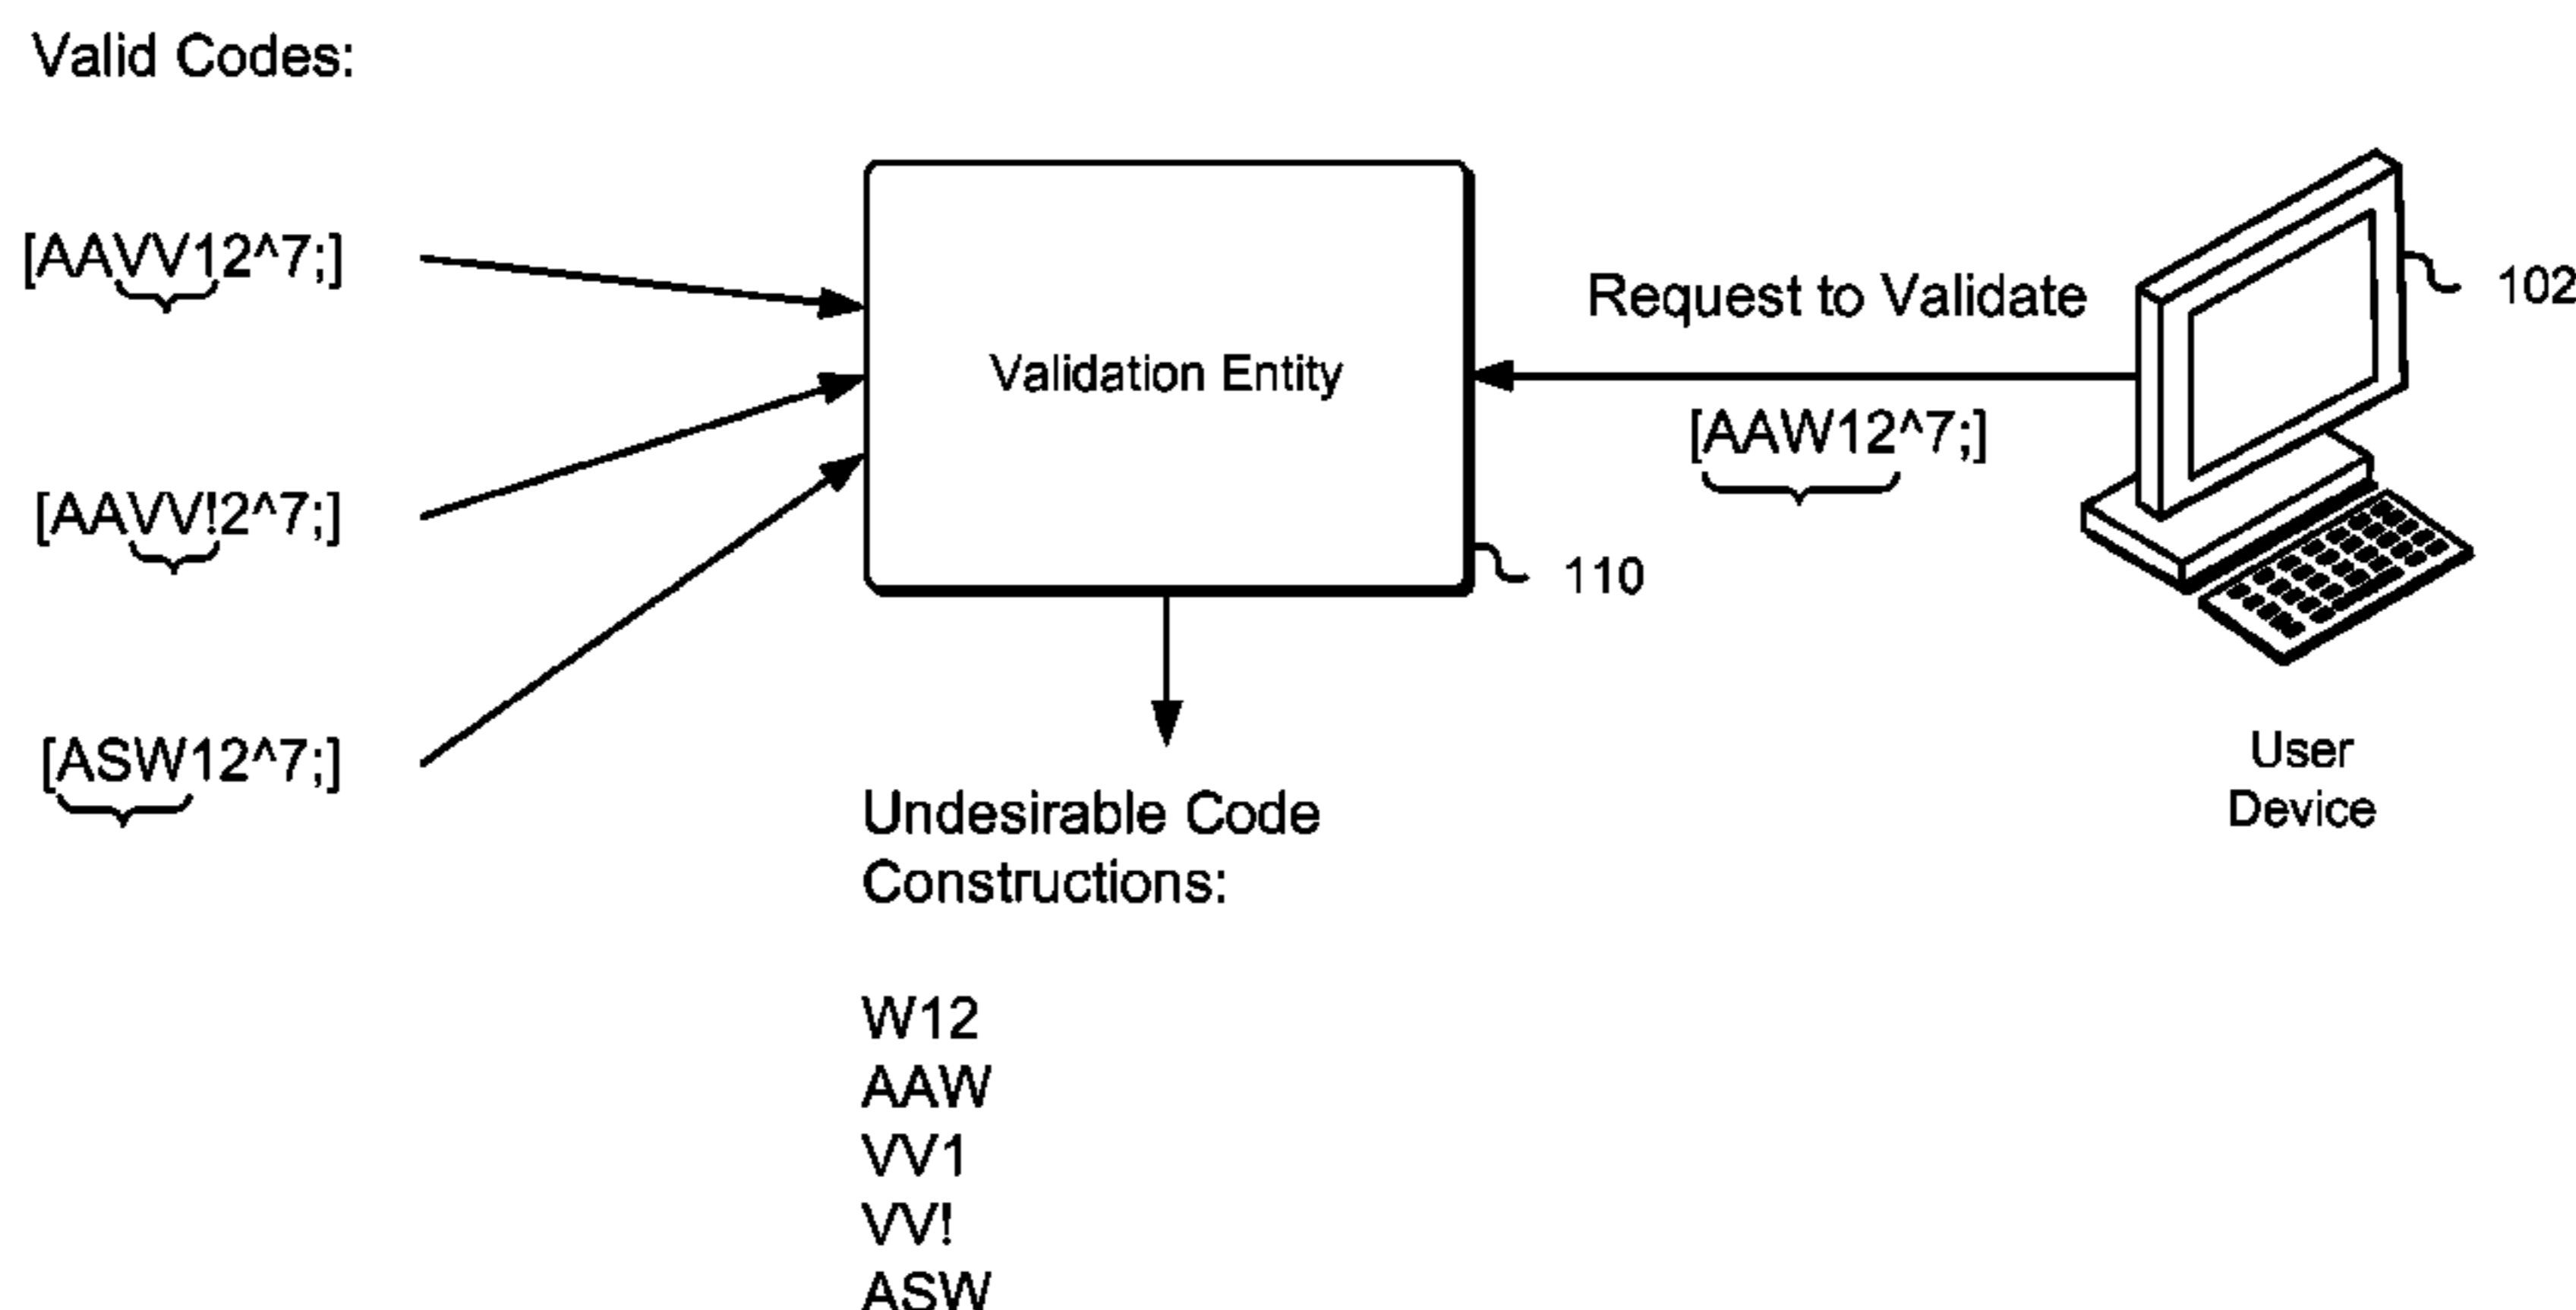 Valid Codes:
[AAVV12^7;]
[AAVV!2^7;]
[ASW12^7;]
Validation Entity
110
Request to Validate
[AAW12^7;]
102
User
Device
Undesirable Code
Constructions:
W12
AAW
VV1
VV!
ASW